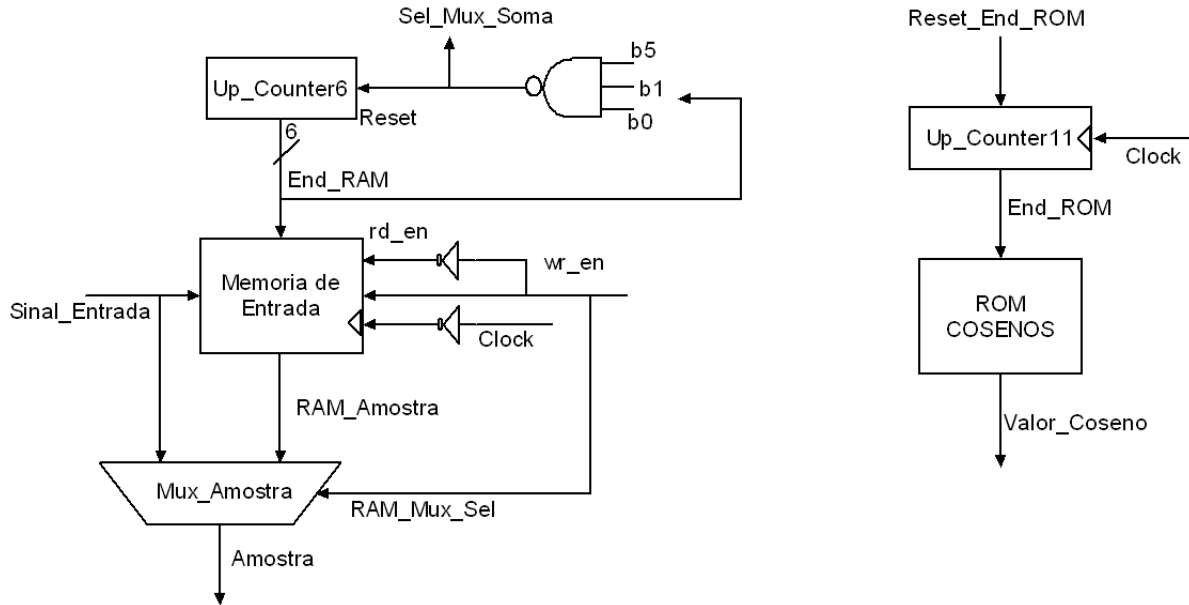 Sel_Mux_Soma
Reset_End_ROM
b5
Up_Counter6
b1
Reset
b0
6
Up_Counter11
Clock
End_RAM
End_ROM
rd_en
wr_en
Memoria de
Entrada
Sinal_Entrada
Clock
ROM
COSENOS
RAM_Amostra
Valor_Coseno
Mux_Amostra
RAM_Mux_Sel
Amostra